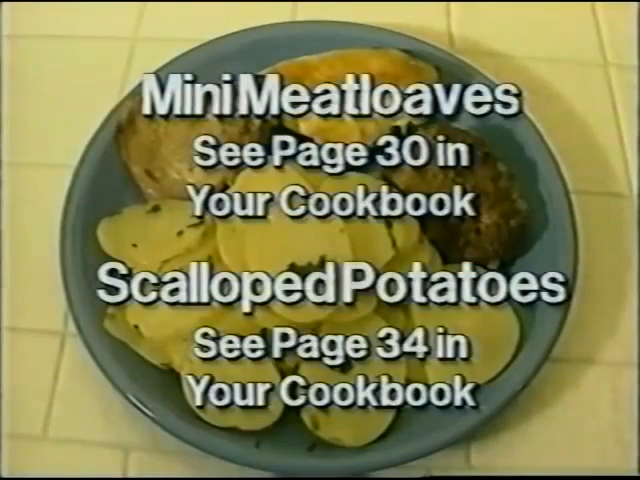 Mini Meatloaves
See Page 30 in
Your Cookbook
Scalloped Potatoes
See Page 34 in
Your Cookbook